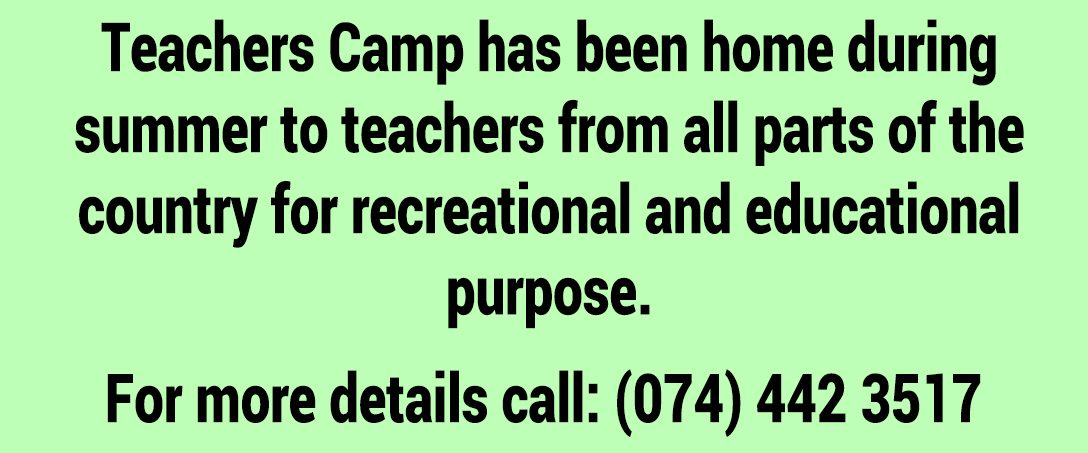 Teachers Camp has been home during
summer to teachers from all parts of the
country for recreational and educational
purpose.
For more details call: (074) 442 3517